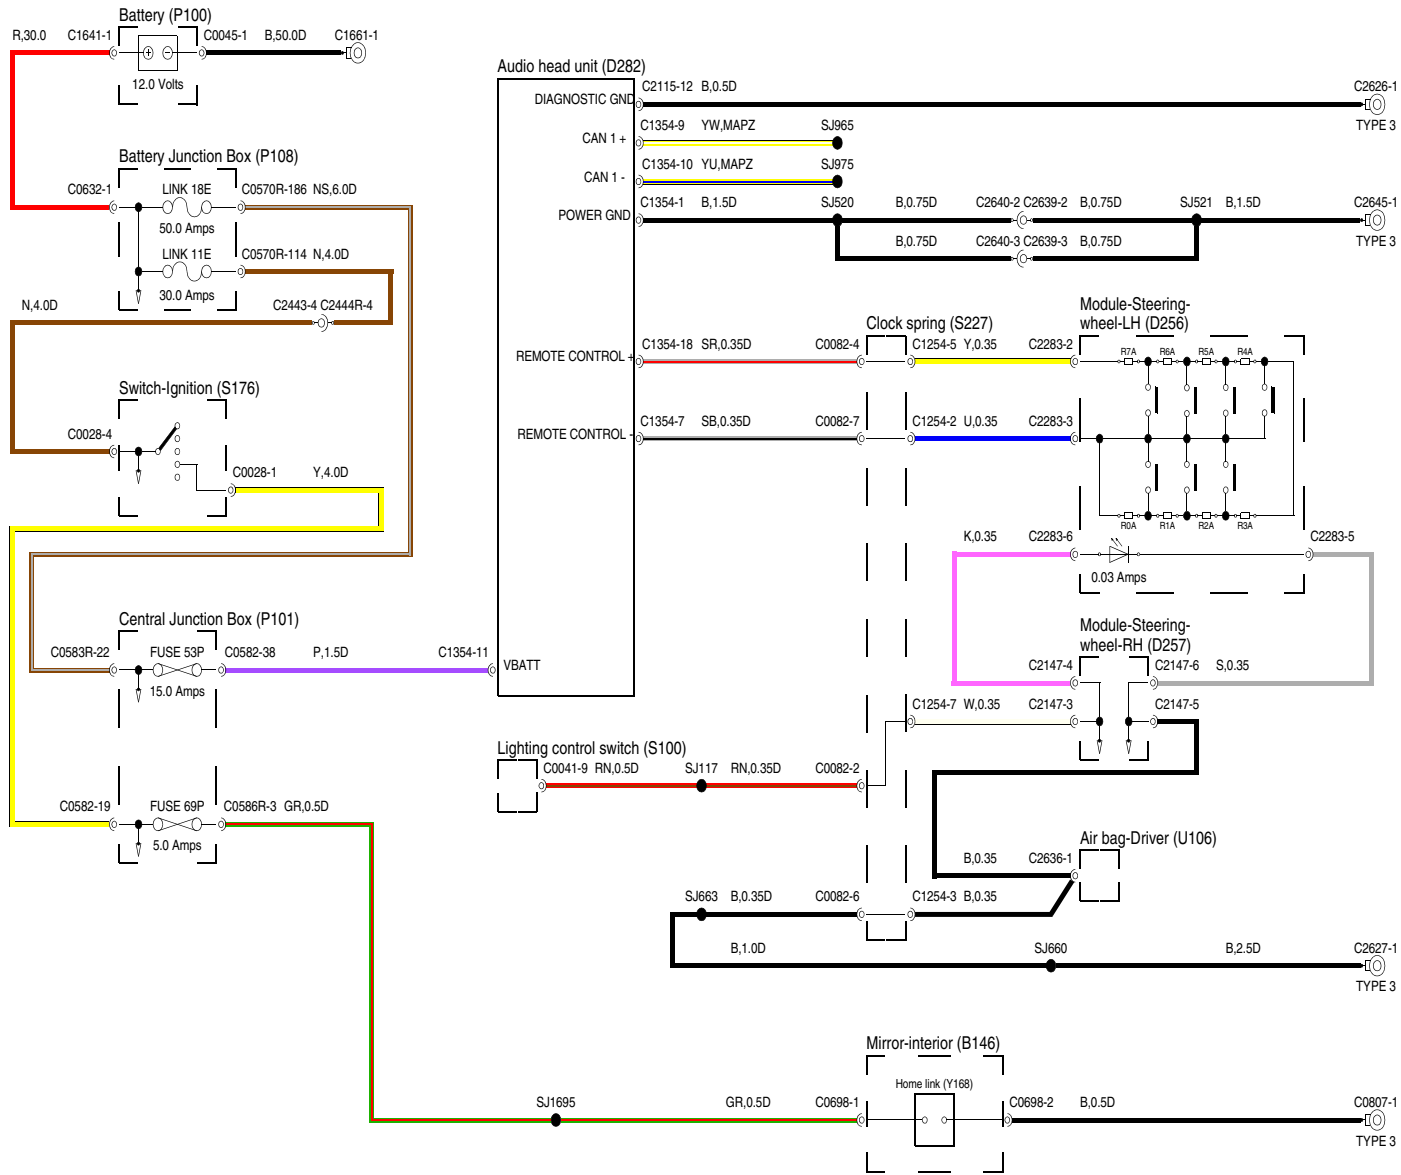 Battery (P100)
R,30.0 C1641-1 C0045-1 B,50.0D C1661-1
12.0 Volts
Battery Junction Box (P108)
C0632-1 LINK 18E C0570R-186 NS,6.0D
50.0 Amps
LINK 11E C0570R-114 N,4.0D
30.0 Amps
N,4.0D C2443-4 C2444R-4
Switch-Ignition (S176)
C0028-4
C0028-1 Y,4.0D
Central Junction Box (P101)
C0583R-22 FUSE 53P C0582-38 P,1.5D C1354-11
15.0 Amps
C0582-19 FUSE 69P C0586R-3 GR,0.5D
5.0 Amps
Audio head unit (D282)
DIAGNOSTIC GND C2115-12 B,0.5D C2626-1
TYPE 3
CAN 1 + C1354-9 YW,MAPZ SJ965
CAN 1 - C1354-10 YU,MAPZ SJ975
POWER GND C1354-1 B,1.5D SJ520 B,0.75D C2640-2 C2639-2 B,0.75D SJ521 B,1.5D C2645-1
TYPE 3
B,0.75D C2640-3 C2639-3 B,0.75D
Clock spring (S227)
Module-Steering-
wheel-LH (D256)
REMOTE CONTROL + C1354-18 SR,0.35D C0082-4 C1254-5 Y,0.35 C2283-2
R7A R6A R5A R4A
REMOTE CONTROL - C1354-7 SB,0.35D C0082-7 C1254-2 U,0.35 C2283-3
R0A R1A R2A R3A
K,0.35 C2283-6 C2283-5
0.03 Amps
Module-Steering-
wheel-RH (D257)
VBATT
C2147-4 C2147-6 S,0.35
C1254-7 W,0.35 C2147-3 C2147-5
Lighting control switch (S100)
C0041-9 RN,0.5D SJ117 RN,0.35D C0082-2
Air bag-Driver (U106)
B,0.35 C2636-1
SJ663 B,0.35D C0082-6 C1254-3 B,0.35
B,1.0D SJ660 B,2.5D C2627-1
TYPE 3
Mirror-interior (B146)
Home link (Y168)
SJ1695 GR,0.5D C0698-1 C0698-2 B,0.5D C0807-1
TYPE 3